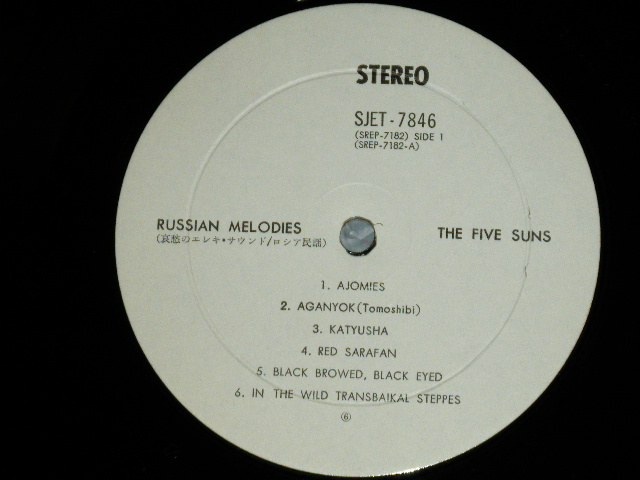 STEREO
SJET-7846
(SREP-7182) SIDE 1
(SREP-7182-A)
RUSSIAN MELODIES
(哀愁のエレキ・サウンド/ロシア民謡)
THE FIVE SUNS
1. AJOMIES
2. AGANYOK (Tomoshibi)
3. KATYUSHA
4. RED SARAFAN
5. BLACK BROWED, BLACK EYED
6. IN THE WILD TRANSBAIKAL STEPPES
⑥